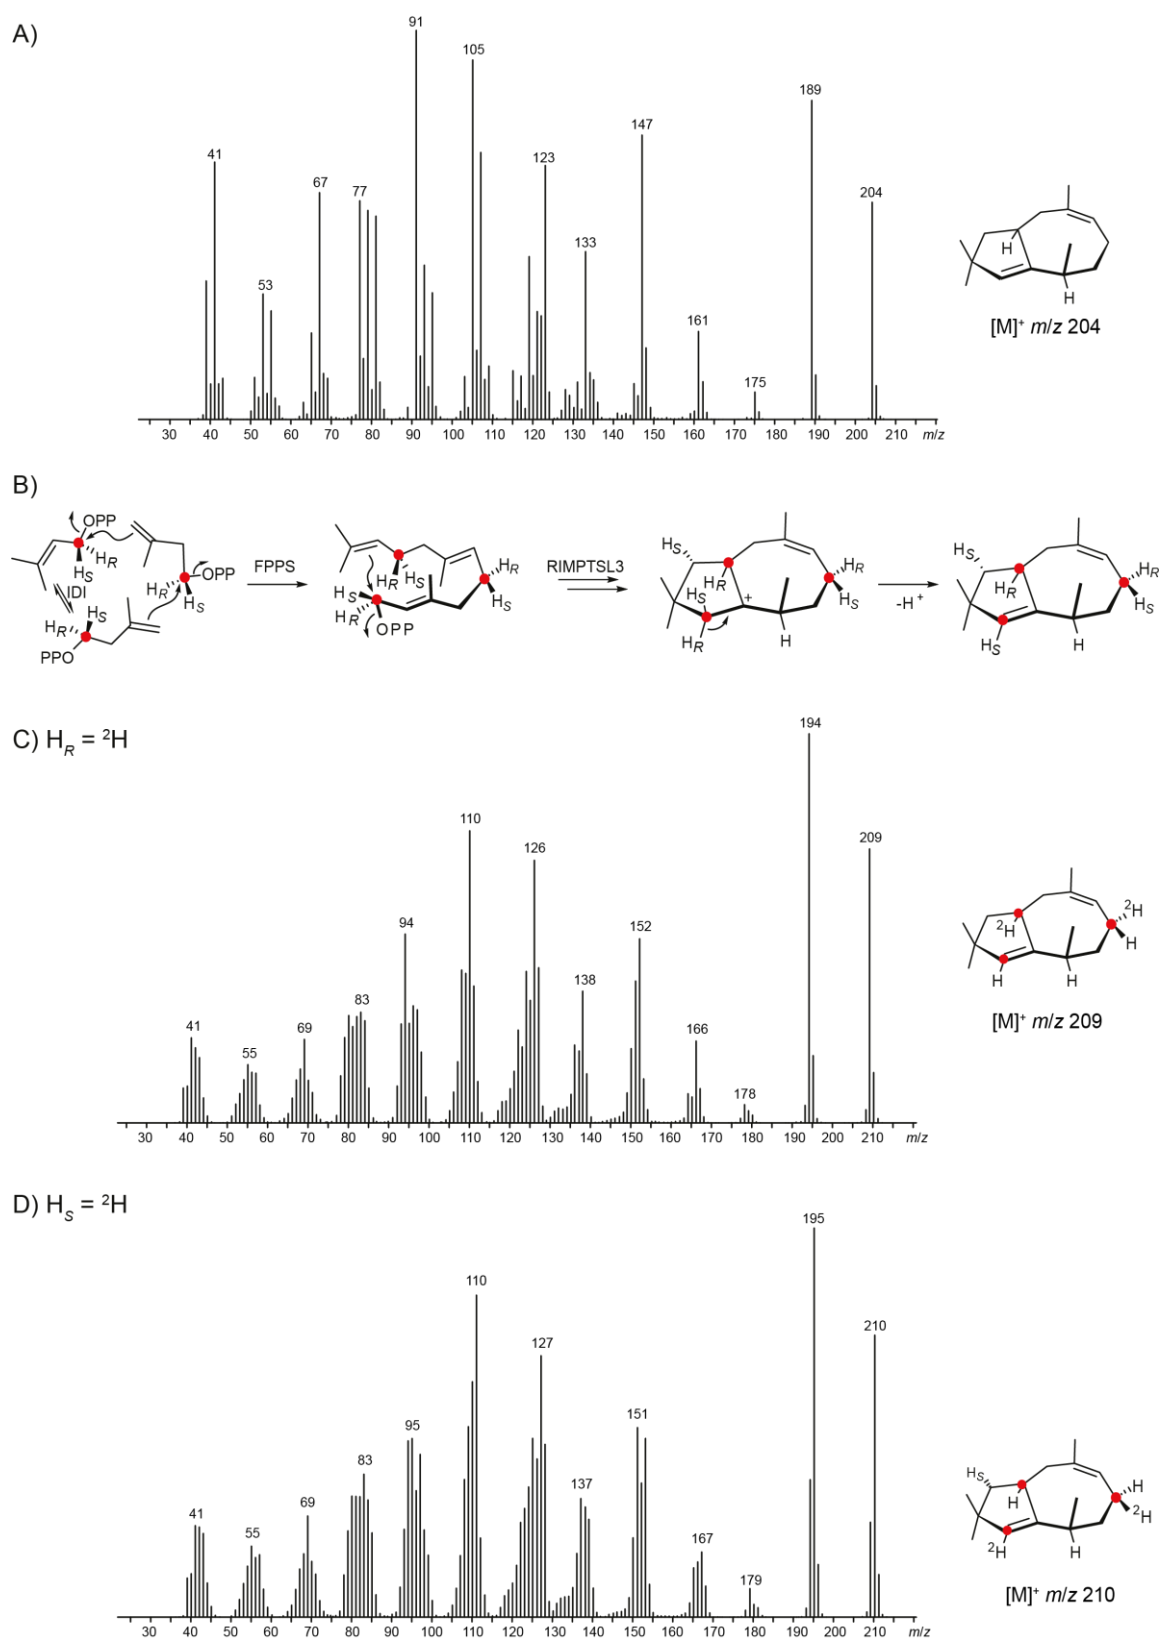 A)
91
105
189
147
41
123
204
67
77
133
53
161
175
H
H
[M]+ m/z 204
30 40 50 60 70 80 90 100 110 120 130 140 150 160 170 180 190 200 210 m/z
B)
OPP
HR
HS
IDI
HR
OPP
HS
HR
HS
PPO
FPPS
HR
HS
HR
HS
HS
HR
OPP
RIMPTSL3
HS
HR
HR
HS
HS
+
HR
H
-H+
HS
HR
HR
HS
HS
H
C) HR = 2H
194
110
209
126
94
152
138
83
41
69
166
55
178
2H
2H
H
H
H
[M]+ m/z 209
30 40 50 60 70 80 90 100 110 120 130 140 150 160 170 180 190 200 210 m/z
D) HS = 2H
195
110
210
127
151
95
83
137
69
41
167
55
179
HS
H
H
2H
2H
H
[M]+ m/z 210
30 40 50 60 70 80 90 100 110 120 130 140 150 160 170 180 190 200 210 m/z